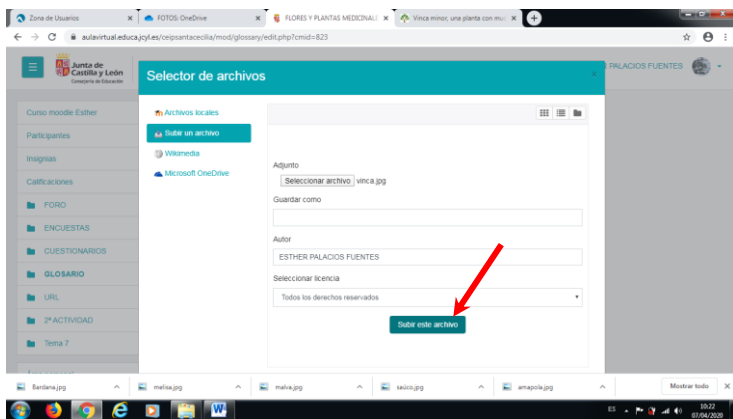 Zona de Usuarios
FOTOS: OneDrive
FLORES Y PLANTAS MEDICINALE
Vinca minor, una planta con muc
aulavirtual.educa.jcyl.es/ceipsantacecilia/mod/glossary/edit.php?cmid=823
Junta de
Castilla y León
Consejería de Educación
Selector de archivos
PALACIOS FUENTES
Curso moodle Esther
Participantes
Insignias
Calificaciones
FORO
ENCUESTAS
CUESTIONARIOS
GLOSARIO
URL
2ª ACTIVIDAD
Tema 7
Archivos locales
Subir un archivo
Wikimedia
Microsoft OneDrive
Adjunto
Seleccionar archivo vinca.jpg
Guardar como
Autor
ESTHER PALACIOS FUENTES
Seleccionar licencia
Todos los derechos reservados
Subir este archivo
Bardana.jpg
melisa.jpg
malva.jpg
saúco.jpg
amapola.jpg
Mostrar todo
ES
10:22
07/04/2020